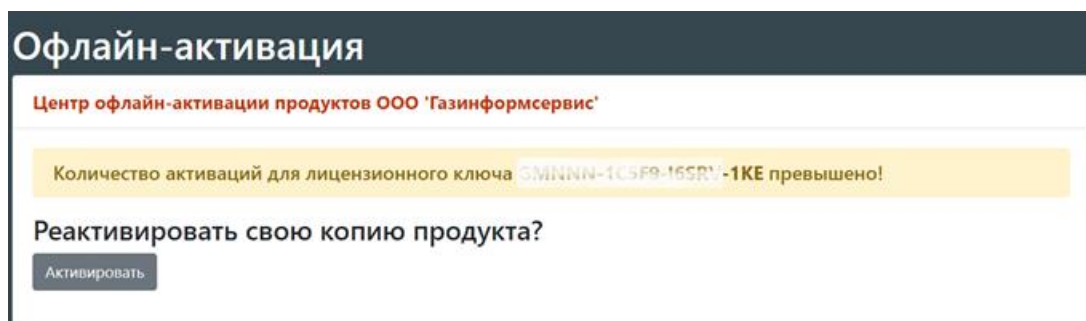 Офлайн-активация
Центр офлайн-активации продуктов ООО 'Газинформсервис'
Количество активаций для лицензионного ключа -1KE превышено!
Реактивировать свою копию продукта?
Активировать